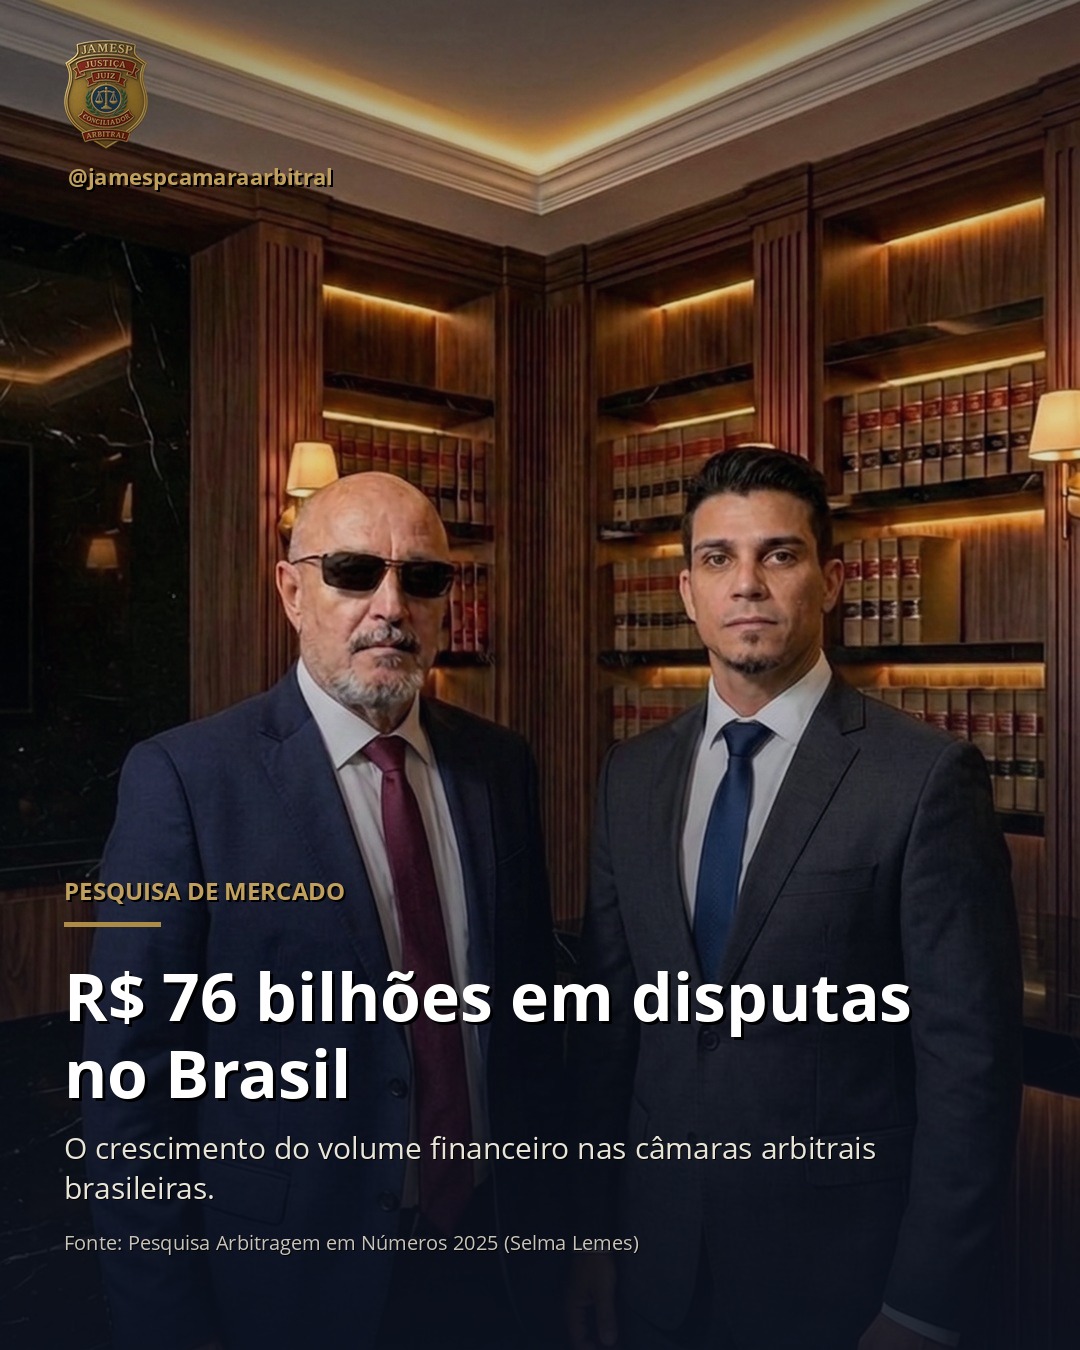 JAMESP
JUSTIÇA
JUIZ
CONCILIADOR
ARBITRAL
@jamespcamaraarbitral
PESQUISA DE MERCADO
R$ 76 bilhões em disputas
no Brasil
O crescimento do volume financeiro nas câmaras arbitrais
brasileiras.
Fonte: Pesquisa Arbitragem em Números 2025 (Selma Lemes)